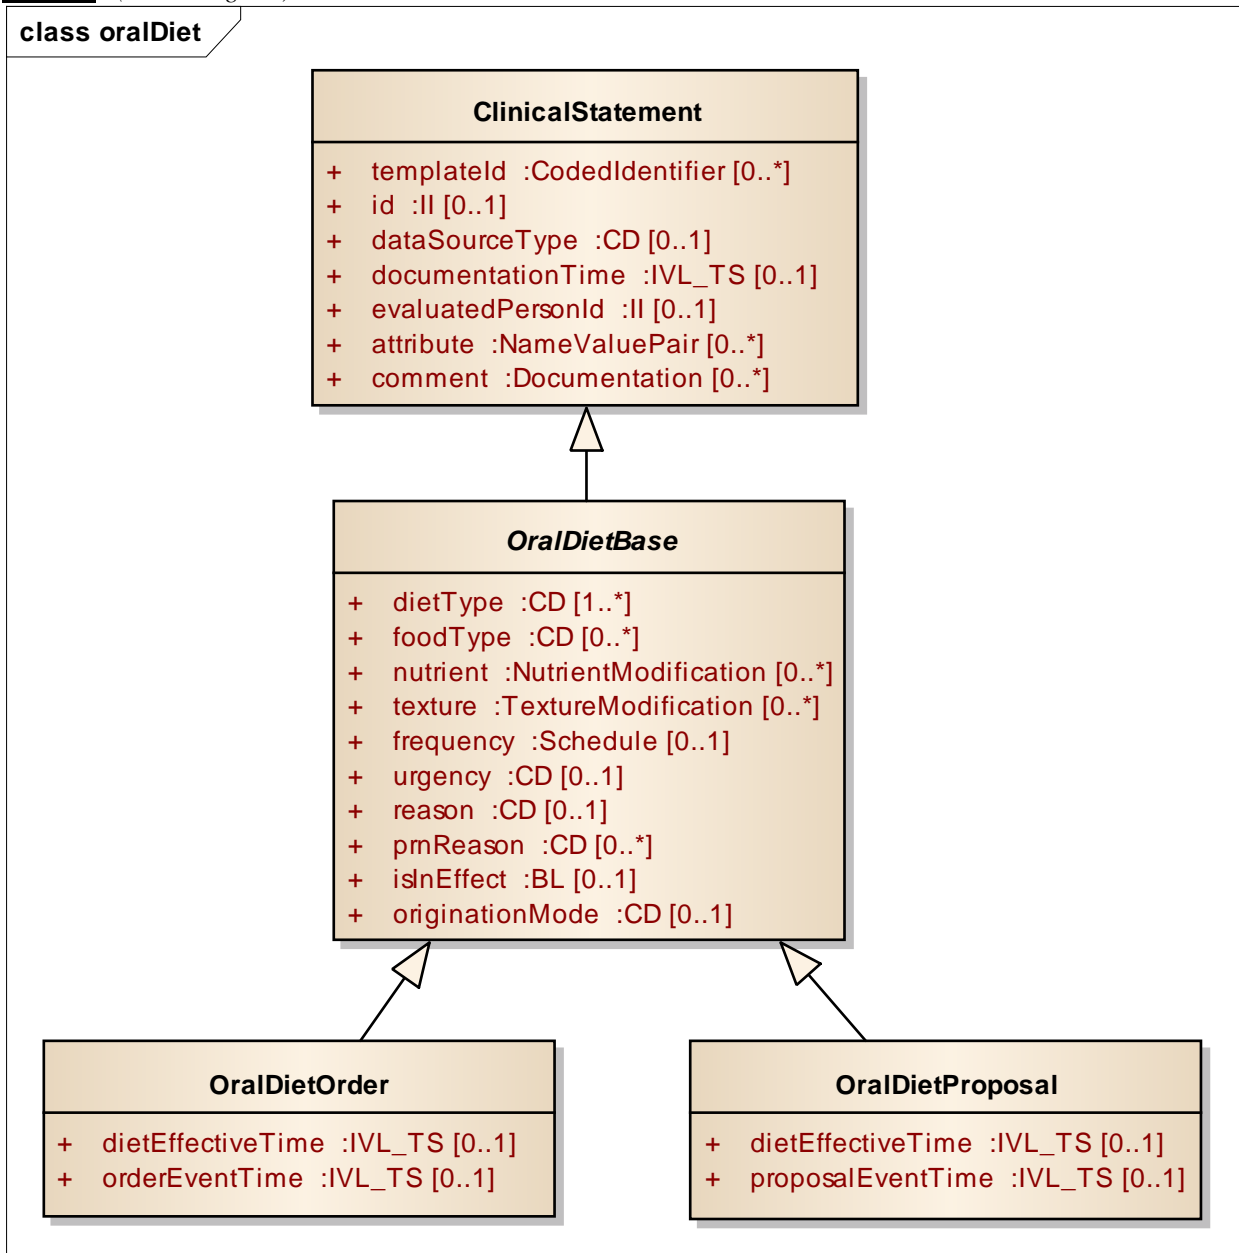 class oralDiet
ClinicalStatement
+ templateId :CodedIdentifier [0..*]
+ id :II [0..1]
+ dataSourceType :CD [0..1]
+ documentationTime :IVL_TS [0..1]
+ evaluatedPersonId :II [0..1]
+ attribute :NameValuePair [0..*]
+ comment :Documentation [0..*]
OralDietBase
+ dietType :CD [1..*]
+ foodType :CD [0..*]
+ nutrient :NutrientModification [0..*]
+ texture :TextureModification [0..*]
+ frequency :Schedule [0..1]
+ urgency :CD [0..1]
+ reason :CD [0..1]
+ prnReason :CD [0..*]
+ isInEffect :BL [0..1]
+ originationMode :CD [0..1]
OralDietOrder
+ dietEffectiveTime :IVL_TS [0..1]
+ orderEventTime :IVL_TS [0..1]
OralDietProposal
+ dietEffectiveTime :IVL_TS [0..1]
+ proposalEventTime :IVL_TS [0..1]